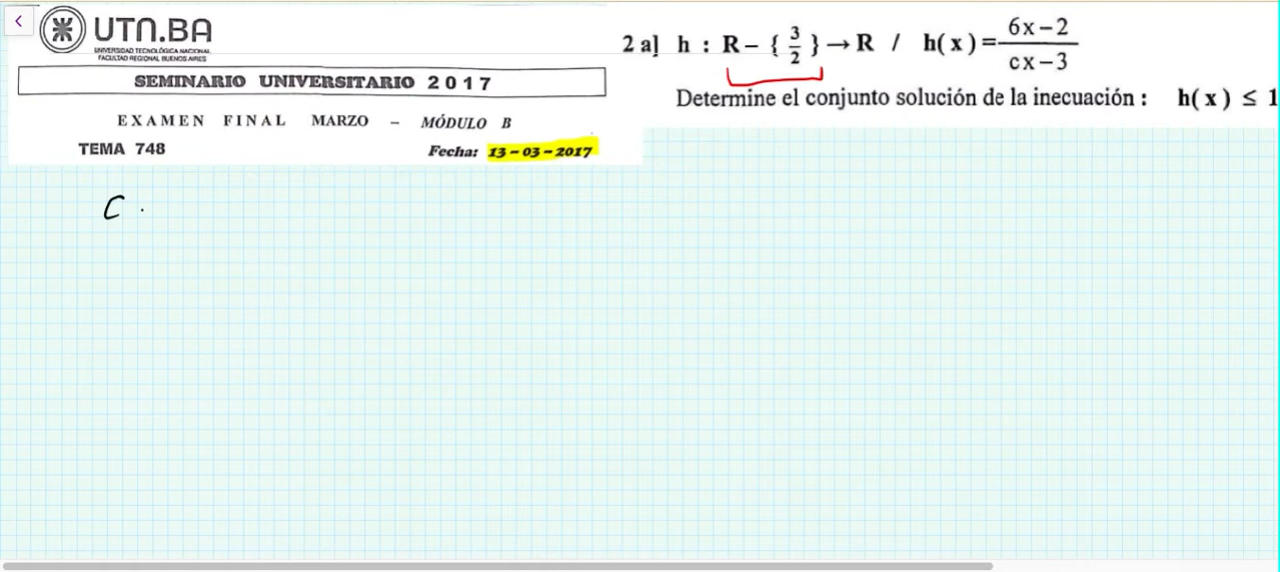 UTN.BA
UNIVERSIDAD TECNOLÓGICA NACIONAL
FACULTAD REGIONAL BUENOS AIRES
SEMINARIO UNIVERSITARIO 2017
EXAMEN FINAL MARZO – MÓDULO B
TEMA 748 Fecha: 13-03-2017
2 a] h : R – { 3/2 } → R / h( x ) = (6x – 2)/(cx – 3)
Determine el conjunto solución de la inecuación : h( x ) ≤ 1
C .